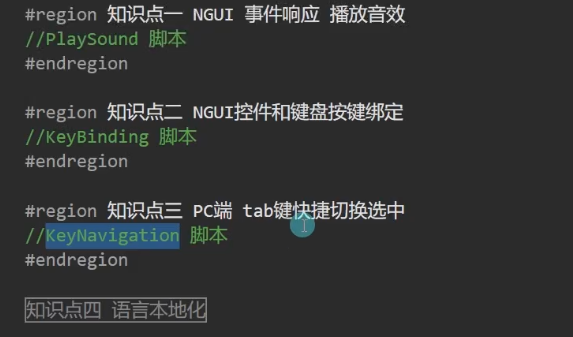 #region 知识点一 NGUI 事件响应 播放音效
//PlaySound 脚本
#endregion
#region 知识点二 NGUI控件和键盘按键绑定
//KeyBinding 脚本
#endregion
#region 知识点三 PC端 tab键快捷切换选中
//KeyNavigation 脚本
#endregion
知识点四 语言本地化